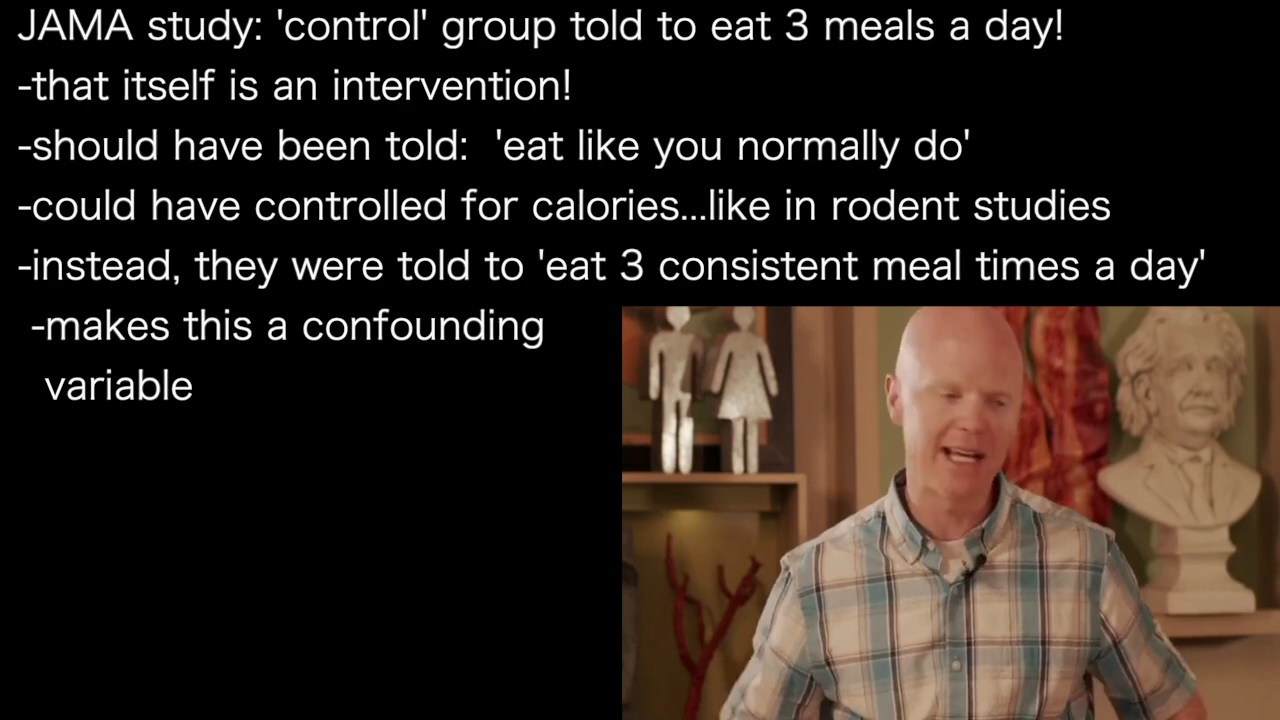 JAMA study: 'control' group told to eat 3 meals a day!
-that itself is an intervention!
-should have been told:  'eat like you normally do'
-could have controlled for calories...like in rodent studies
-instead, they were told to 'eat 3 consistent meal times a day'
-makes this a confounding
variable